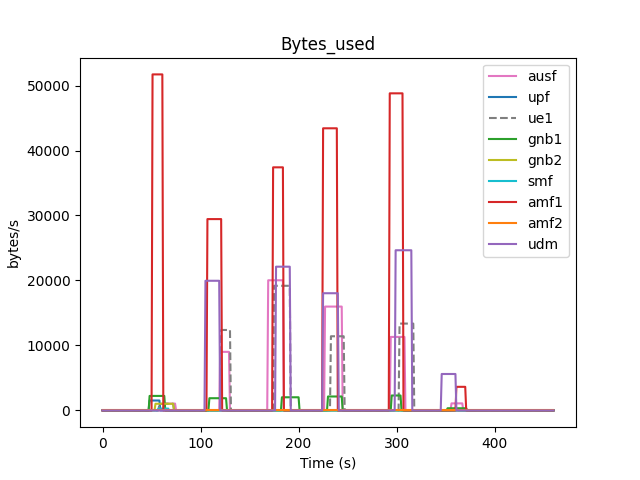 Bytes_used
bytes/s
50000
40000
30000
20000
10000
0
0 100 200 300 400
Time (s)
ausf
upf
ue1
gnb1
gnb2
smf
amf1
amf2
udm